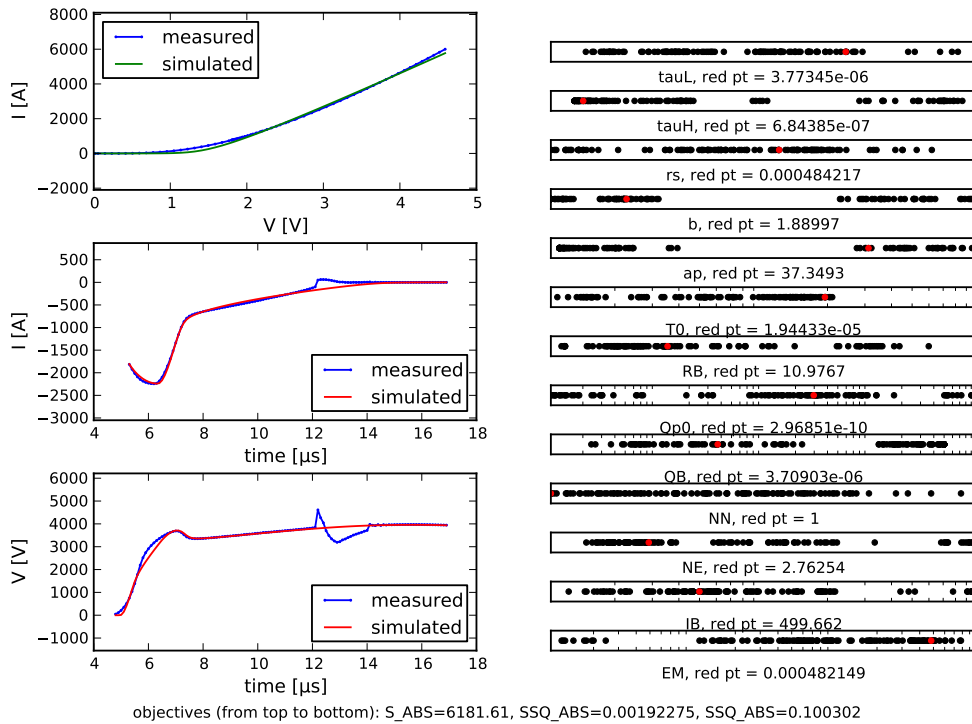 measured
simulated
6000
4000
2000
0
−2000
I [A]
0 1 2 3 4 5
V [V]
500
0
−500
−1000
−1500
−2000
−2500
−3000
I [A]
measured
simulated
4 6 8 10 12 14 16 18
time [μs]
6000
5000
4000
3000
2000
1000
0
−1000
V [V]
measured
simulated
4 6 8 10 12 14 16 18
time [μs]
tauL, red pt = 3.77345e-06
tauH, red pt = 6.84385e-07
rs, red pt = 0.000484217
b, red pt = 1.88997
ap, red pt = 37.3493
T0, red pt = 1.94433e-05
RB, red pt = 10.9767
Qp0, red pt = 2.96851e-10
QB, red pt = 3.70903e-06
NN, red pt = 1
NE, red pt = 2.76254
IB, red pt = 499.662
EM, red pt = 0.000482149
objectives (from top to bottom): S_ABS=6181.61, SSQ_ABS=0.00192275, SSQ_ABS=0.100302